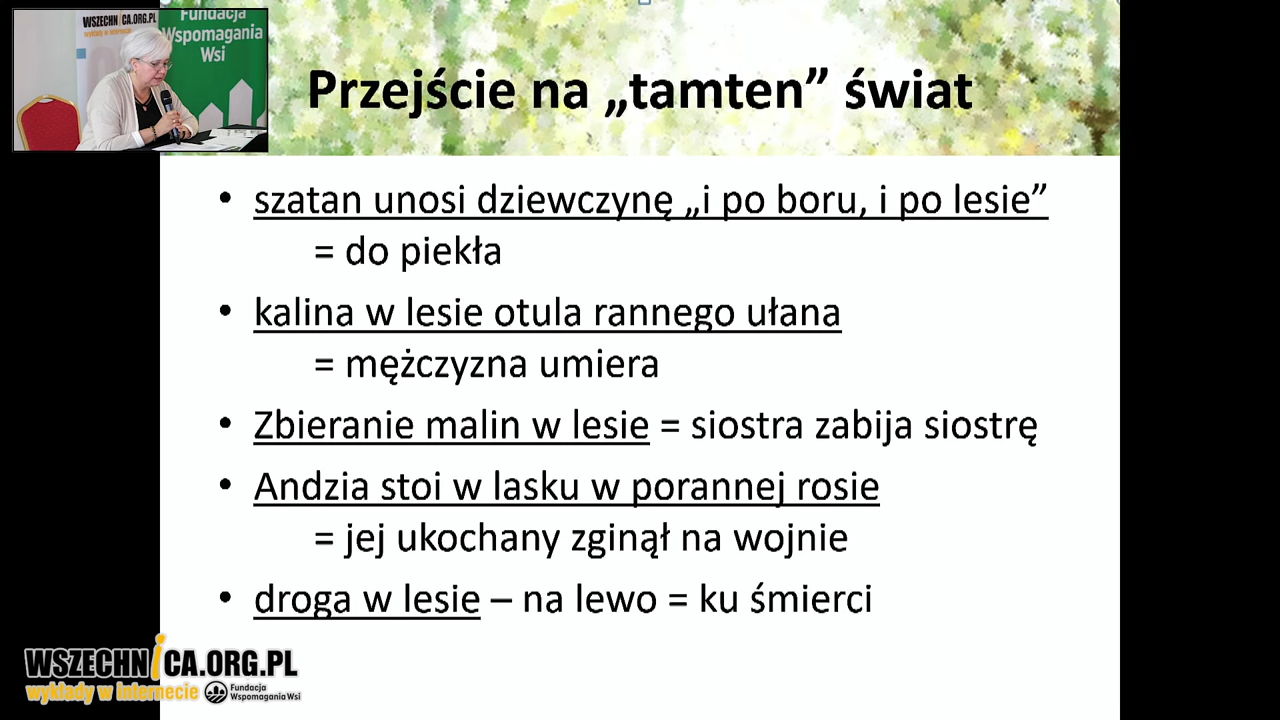 WSZECHNICA.ORG.PL
wykłady w internecie
Fundacja
Wspomagania
Wsi
Przejście na „tamten” świat
• szatan unosi dziewczynę „i po boru, i po lesie”
= do piekła
• kalina w lesie otula rannego ułana
= mężczyzna umiera
• Zbieranie malin w lesie = siostra zabija siostrę
• Andzia stoi w lasku w porannej rosie
= jej ukochany zginął na wojnie
• droga w lesie – na lewo = ku śmierci
WSZECHNICA.ORG.PL
wykłady w internecie
Fundacja
Wspomagania Wsi